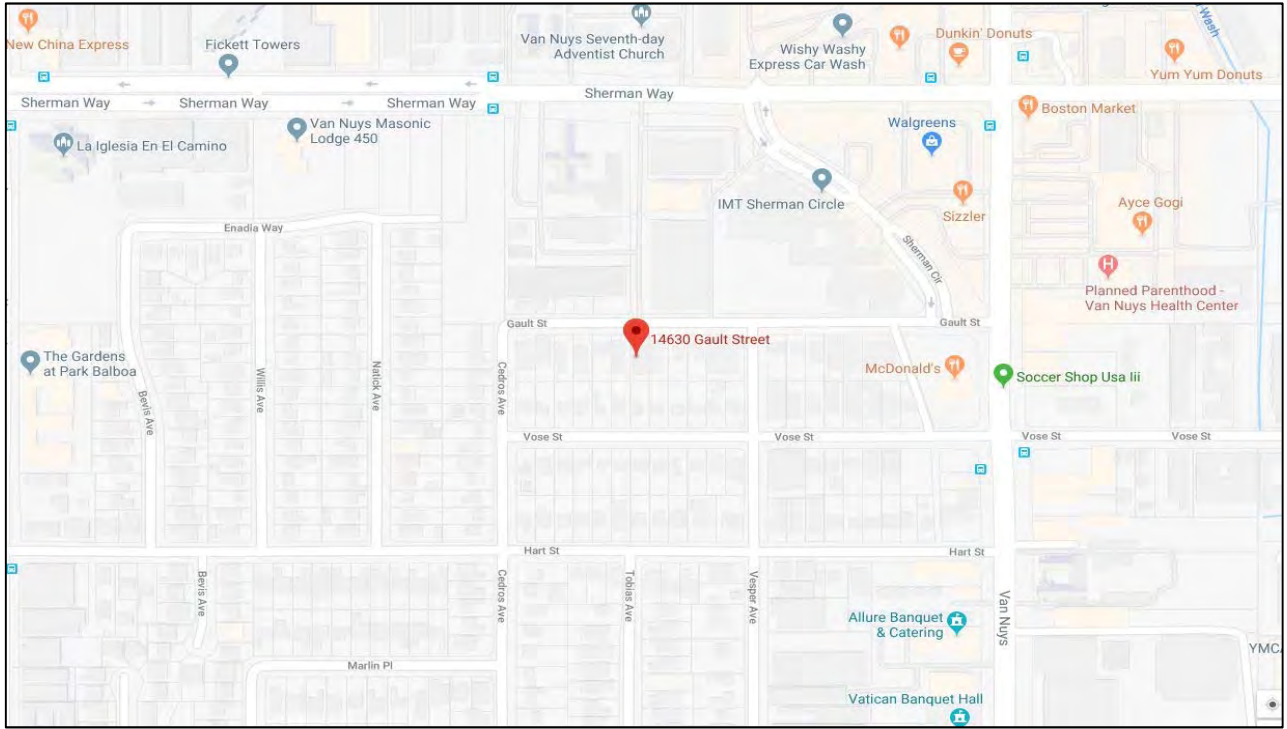 New China Express
Fickett Towers
Van Nuys Seventh-day
Adventist Church
Wishy Washy
Express Car Wash
Dunkin' Donuts
Wash
Yum Yum Donuts
Sherman Way
Sherman Way
Sherman Way
Sherman Way
Boston Market
La Iglesia En El Camino
Van Nuys Masonic
Lodge 450
Walgreens
IMT Sherman Circle
Sizzler
Ayce Gogi
Enadia Way
Sherman Cir
Planned Parenthood -
Van Nuys Health Center
Gault St
Gault St
14630 Gault Street
The Gardens
at Park Balboa
McDonald's
Soccer Shop Usa Iii
Bevis Ave
Willis Ave
Natick Ave
Cedros Ave
Vose St
Vose St
Vose St
Vose St
Hart St
Hart St
Bevis Ave
Cedros Ave
Tobias Ave
Vesper Ave
Van Nuys
Allure Banquet
& Catering
YMCA
Marlin Pl
Vatican Banquet Hall